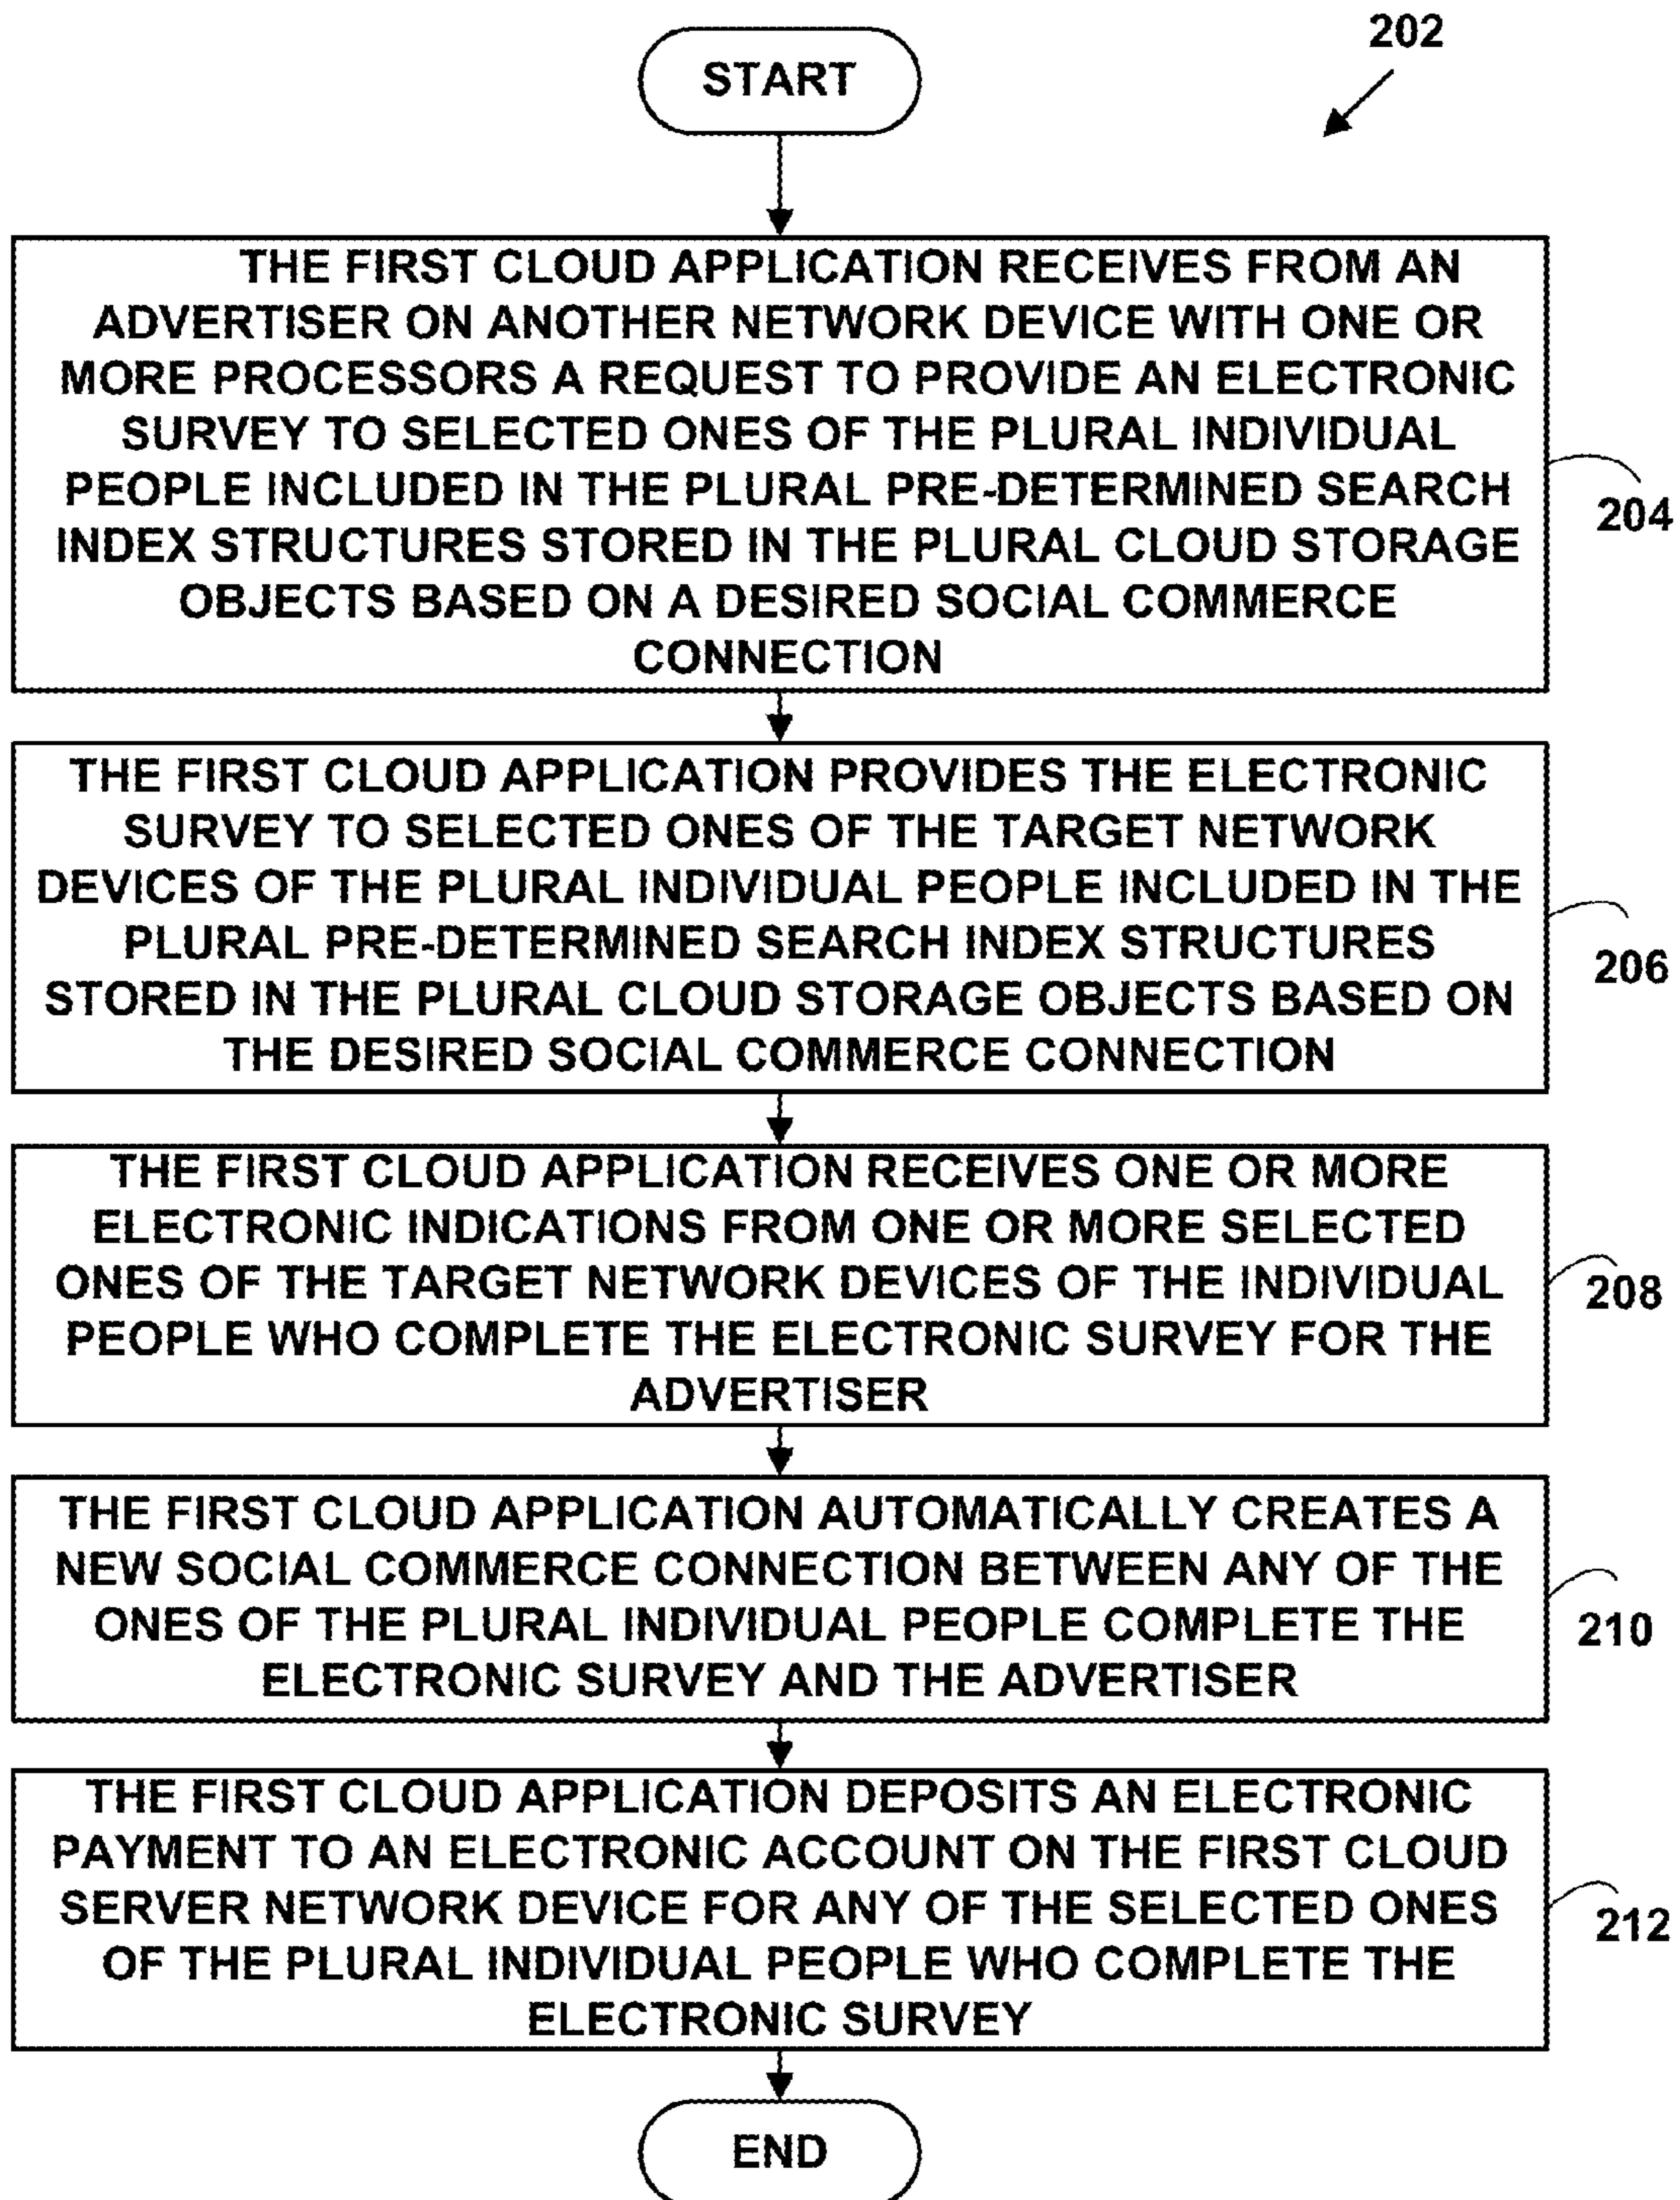 202
START
THE FIRST CLOUD APPLICATION RECEIVES FROM AN
ADVERTISER ON ANOTHER NETWORK DEVICE WITH ONE OR
MORE PROCESSORS A REQUEST TO PROVIDE AN ELECTRONIC
SURVEY TO SELECTED ONES OF THE PLURAL INDIVIDUAL
PEOPLE INCLUDED IN THE PLURAL PRE-DETERMINED SEARCH
INDEX STRUCTURES STORED IN THE PLURAL CLOUD STORAGE
OBJECTS BASED ON A DESIRED SOCIAL COMMERCE
CONNECTION
204
THE FIRST CLOUD APPLICATION PROVIDES THE ELECTRONIC
SURVEY TO SELECTED ONES OF THE TARGET NETWORK
DEVICES OF THE PLURAL INDIVIDUAL PEOPLE INCLUDED IN THE
PLURAL PRE-DETERMINED SEARCH INDEX STRUCTURES
STORED IN THE PLURAL CLOUD STORAGE OBJECTS BASED ON
THE DESIRED SOCIAL COMMERCE CONNECTION
206
THE FIRST CLOUD APPLICATION RECEIVES ONE OR MORE
ELECTRONIC INDICATIONS FROM ONE OR MORE SELECTED
ONES OF THE TARGET NETWORK DEVICES OF THE INDIVIDUAL
PEOPLE WHO COMPLETE THE ELECTRONIC SURVEY FOR THE
ADVERTISER
208
THE FIRST CLOUD APPLICATION AUTOMATICALLY CREATES A
NEW SOCIAL COMMERCE CONNECTION BETWEEN ANY OF THE
ONES OF THE PLURAL INDIVIDUAL PEOPLE COMPLETE THE
ELECTRONIC SURVEY AND THE ADVERTISER
210
THE FIRST CLOUD APPLICATION DEPOSITS AN ELECTRONIC
PAYMENT TO AN ELECTRONIC ACCOUNT ON THE FIRST CLOUD
SERVER NETWORK DEVICE FOR ANY OF THE SELECTED ONES
OF THE PLURAL INDIVIDUAL PEOPLE WHO COMPLETE THE
ELECTRONIC SURVEY
212
END